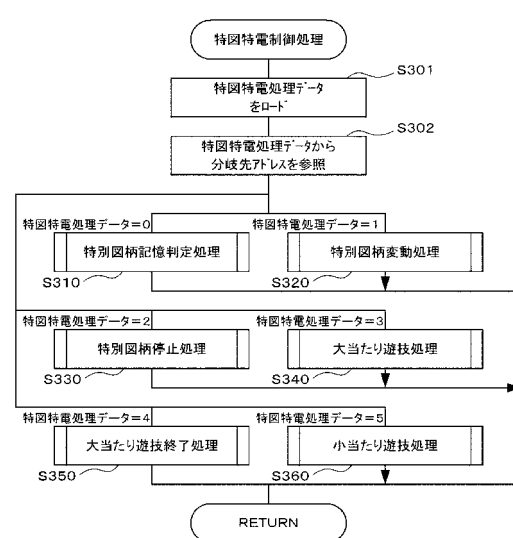 特図特電制御処理
S301
特図特電処理データ
をロード
S302
特図特電処理データから
分岐先アドレスを参照
特図特電処理データ=0
特図特電処理データ=1
特別図柄記憶判定処理
特別図柄変動処理
S310
S320
特図特電処理データ=2
特図特電処理データ=3
特別図柄停止処理
大当たり遊技処理
S330
S340
特図特電処理データ=4
特図特電処理データ=5
大当たり遊技終了処理
小当たり遊技処理
S350
S360
RETURN